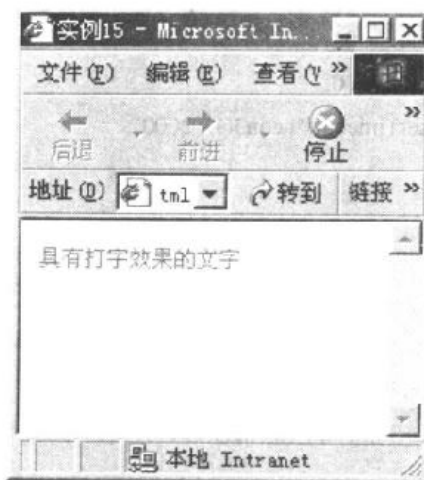 实例15 - Microsoft In..
文件(F) 编辑(E) 查看(V »
后退 前进 停止 »
地址(D) tml 转到 链接 »
具有打字效果的文字
本地 Intranet